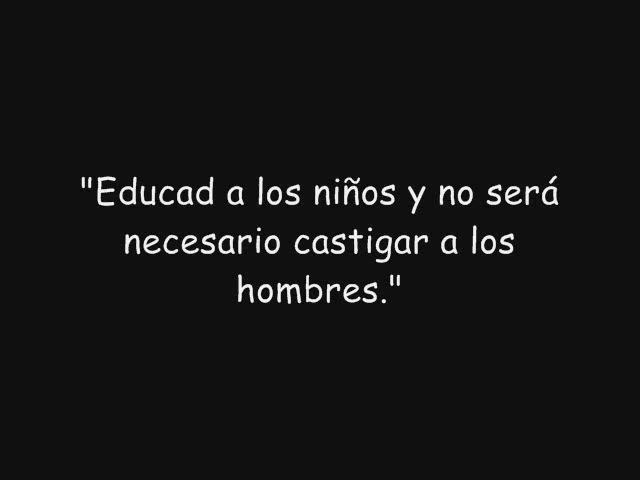 "Educad a los niños y no será
necesario castigar a los
hombres."